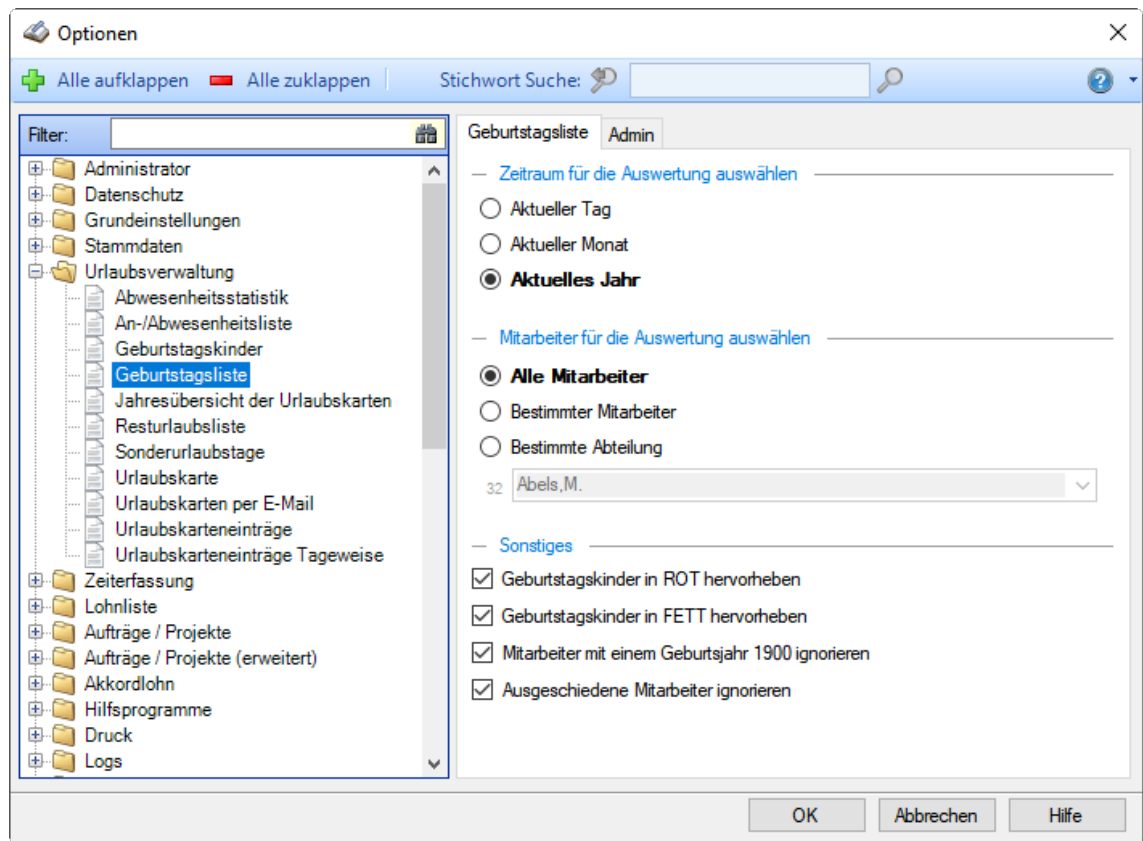 Optionen
Alle aufklappen Alle zuklappen Stichwort Suche:
Filter:
Administrator
Datenschutz
Grundeinstellungen
Stammdaten
Urlaubsverwaltung
Abwesenheitsstatistik
An-/Abwesenheitsliste
Geburtstagskinder
Geburtstagsliste
Jahresübersicht der Urlaubskarten
Resturlaubsliste
Sonderurlaubstage
Urlaubskarte
Urlaubskarten per E-Mail
Urlaubskarteneinträge
Urlaubskarteneinträge Tageweise
Zeiterfassung
Lohnliste
Aufträge / Projekte
Aufträge / Projekte (erweitert)
Akkordlohn
Hilfsprogramme
Druck
Logs
Geburtstagsliste Admin
Zeitraum für die Auswertung auswählen
Aktueller Tag
Aktueller Monat
Aktuelles Jahr
Mitarbeiter für die Auswertung auswählen
Alle Mitarbeiter
Bestimmter Mitarbeiter
Bestimmte Abteilung
32 Abels,M.
Sonstiges
Geburtstagskinder in ROT hervorheben
Geburtstagskinder in FETT hervorheben
Mitarbeiter mit einem Geburtsjahr 1900 ignorieren
Ausgeschiedene Mitarbeiter ignorieren
OK Abbrechen Hilfe